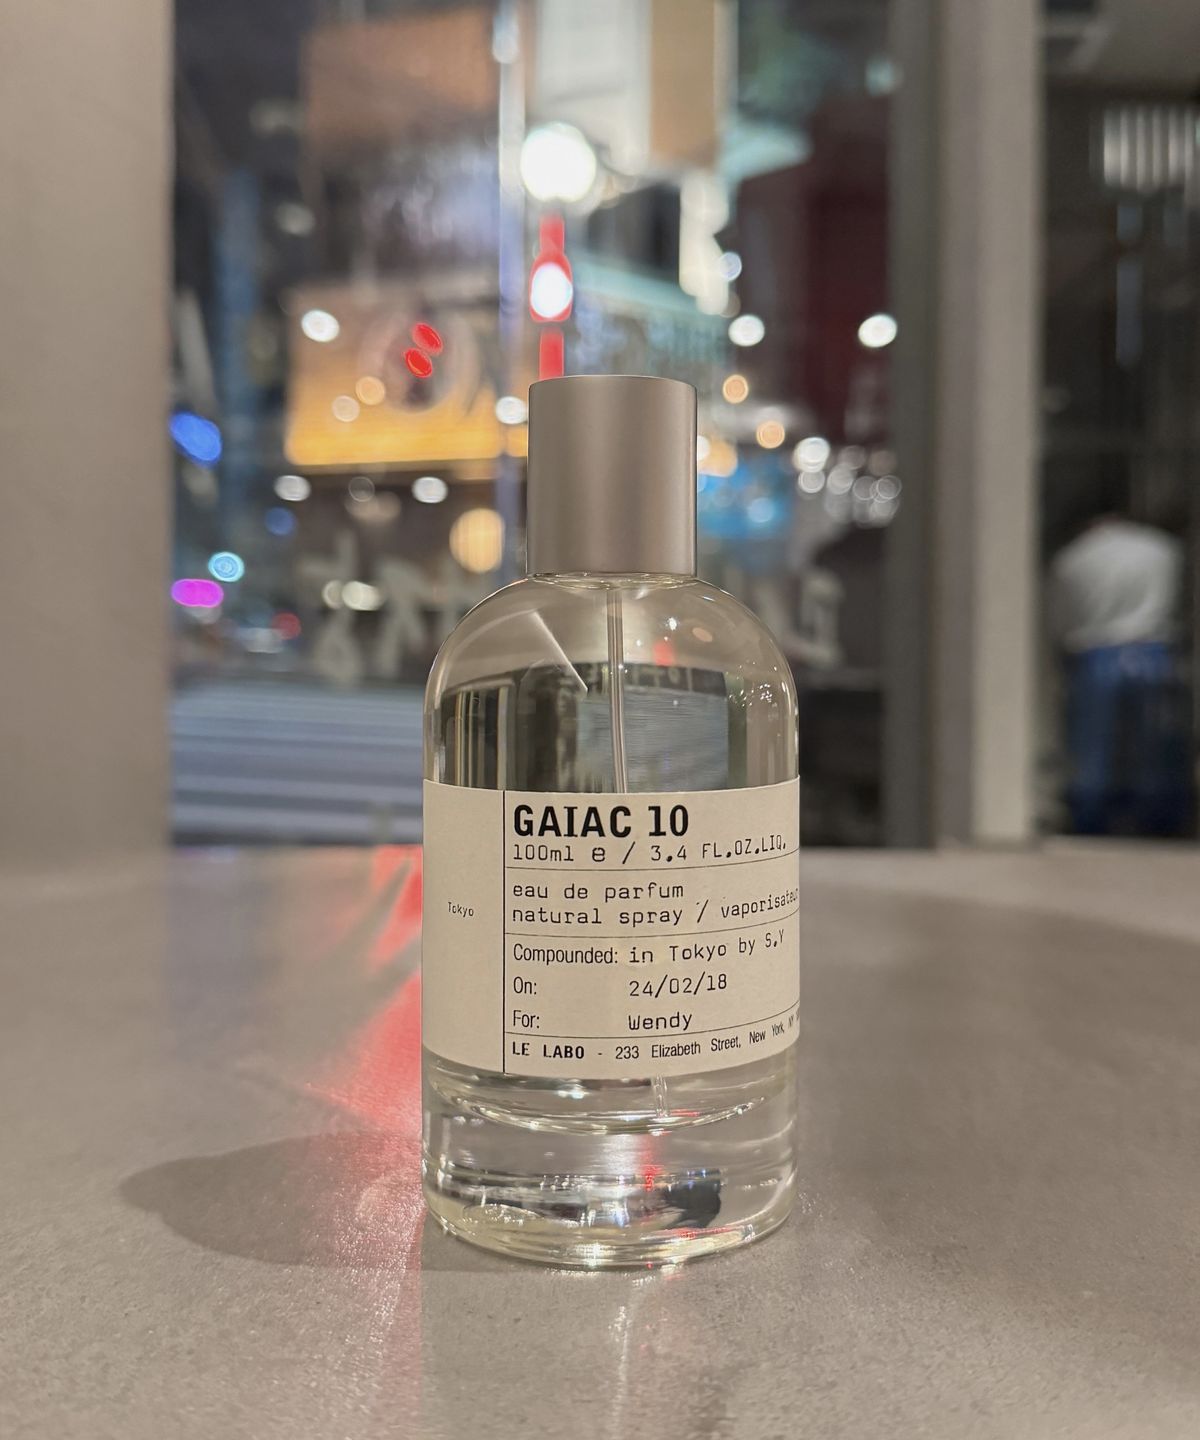 GAIAC 10
100ml ℮ / 3.4 FL.OZ.LIQ.
eau de parfum
natural spray / vaporisateur
Tokyo
Compounded: in Tokyo by S.Y
On: 24/02/18
For: Wendy
LE LABO - 233 Elizabeth Street, New York, NY